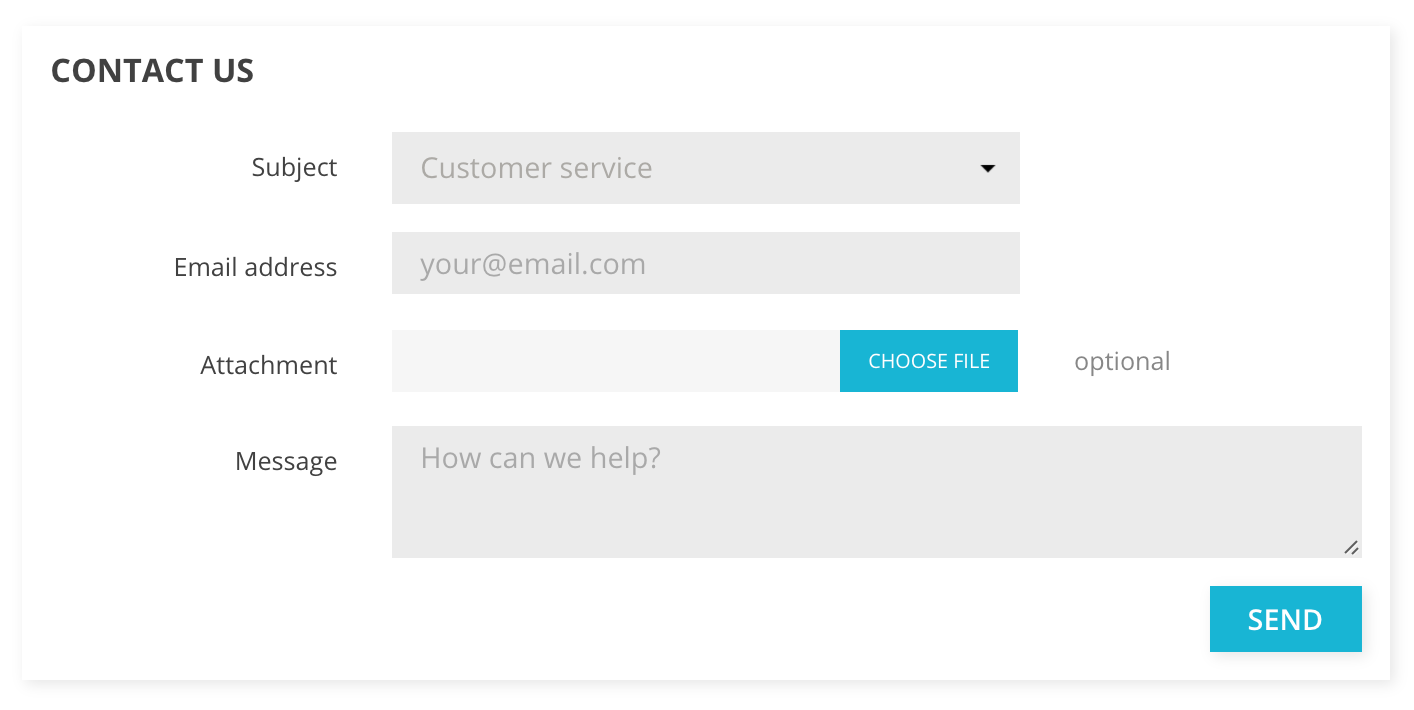 CONTACT US
Subject
Customer service
Email address
your@email.com
Attachment
CHOOSE FILE
optional
Message
How can we help?
SEND